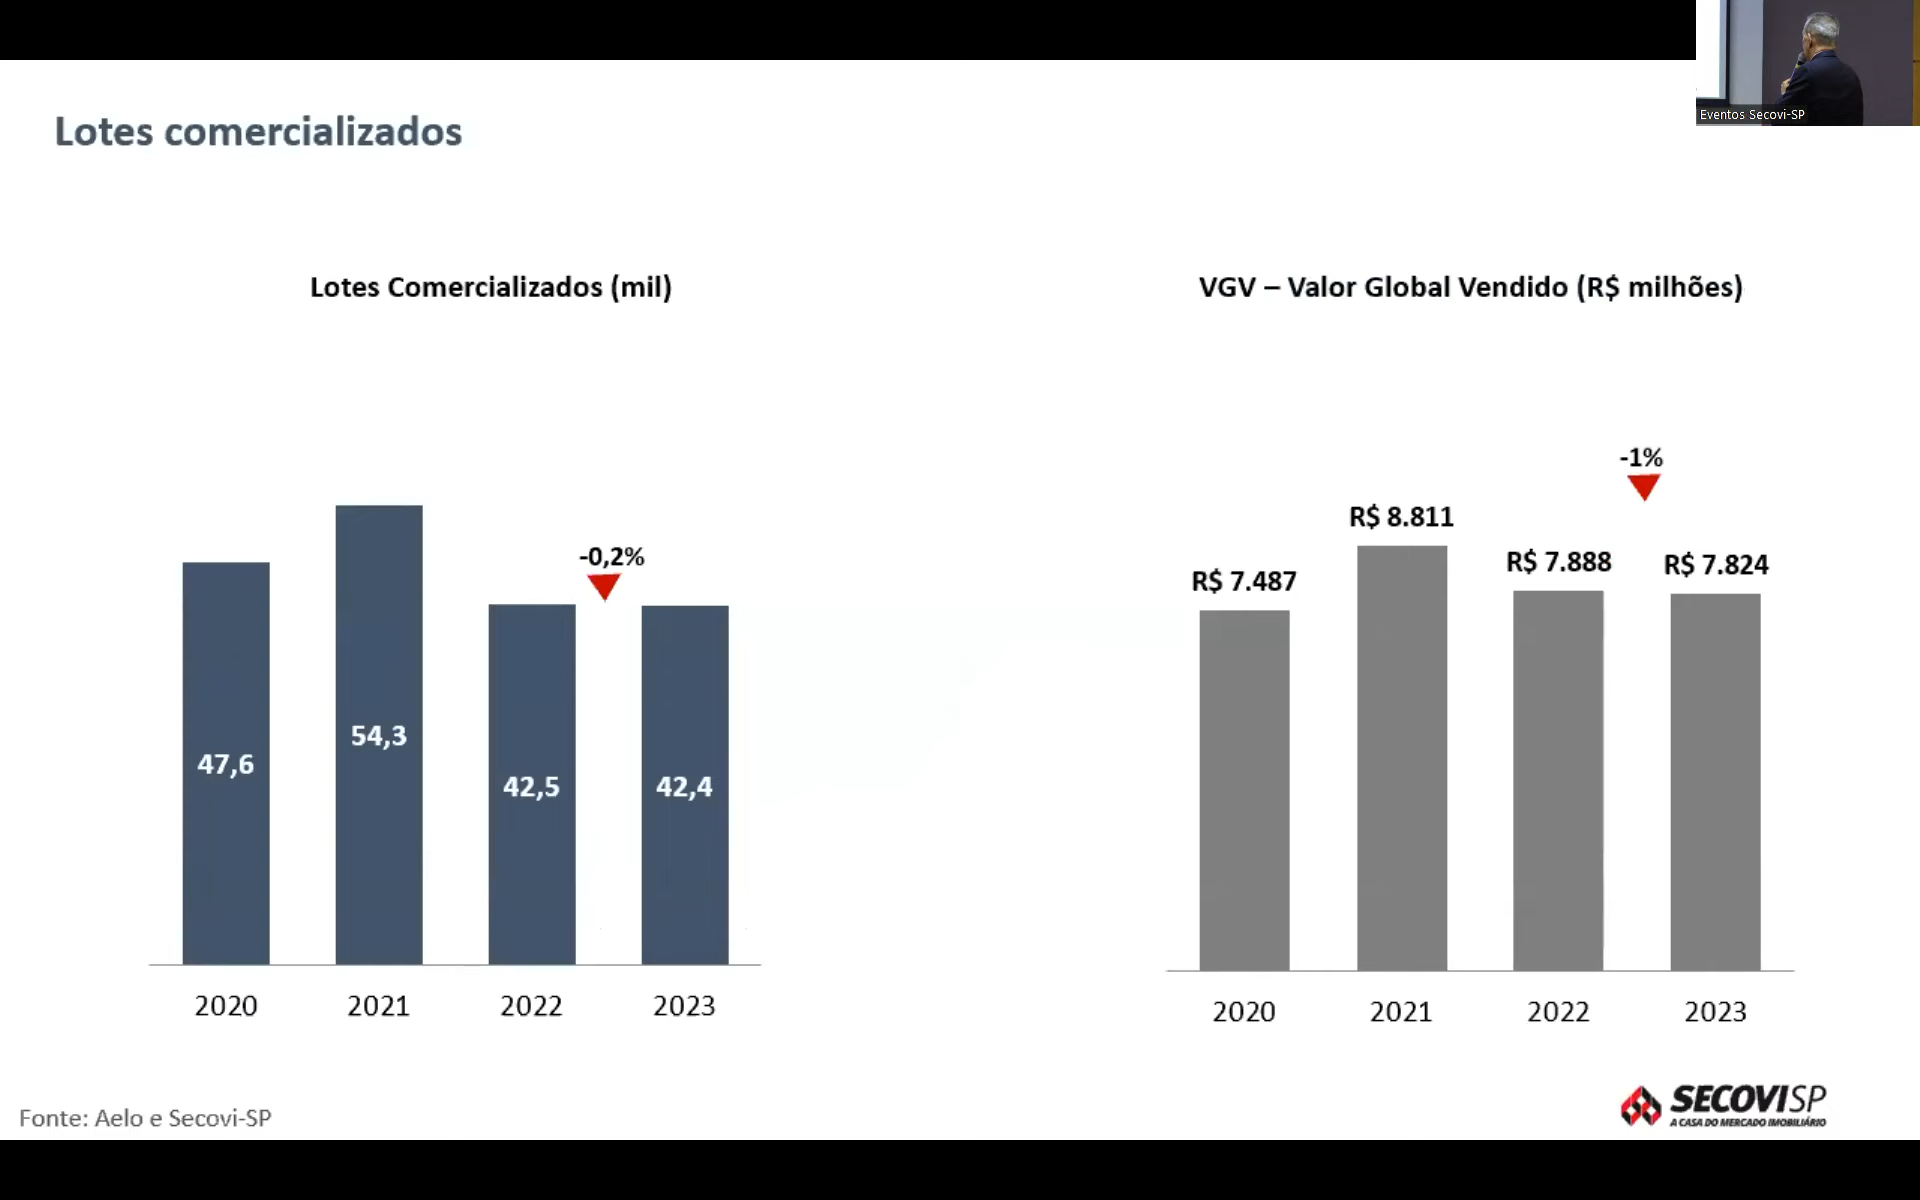 Eventos Secovi-SP
Lotes comercializados
Lotes Comercializados (mil)
-0,2%
47,6
54,3
42,5
42,4
2020
2021
2022
2023
VGV – Valor Global Vendido (R$ milhões)
-1%
R$ 7.487
R$ 8.811
R$ 7.888
R$ 7.824
2020
2021
2022
2023
Fonte: Aelo e Secovi-SP
SECOVISP
A CASA DO MERCADO IMOBILIÁRIO